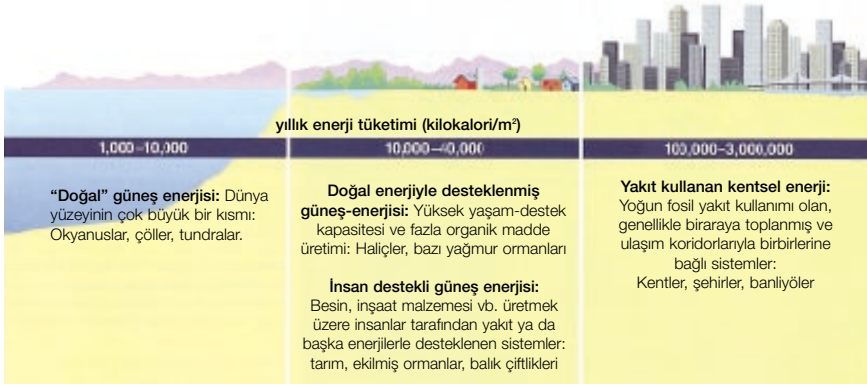 yıllık enerji tüketimi (kilokalori/m²)
1,000–10,000
10,000–40,000
100,000–3,000,000
“Doğal” güneş enerjisi: Dünya
yüzeyinin çok büyük bir kısmı:
Okyanuslar, çöller, tundralar.
Doğal enerjiyle desteklenmiş
güneş-enerjisi: Yüksek yaşam-destek
kapasitesi ve fazla organik madde
üretimi: Haliçler, bazı yağmur ormanları
İnsan destekli güneş enerjisi:
Besin, inşaat malzemesi vb. üretmek
üzere insanlar tarafından yakıt ya da
başka enerjilerle desteklenen sistemler:
tarım, ekilmiş ormanlar, balık çiftlikleri
Yakıt kullanan kentsel enerji:
Yoğun fosil yakıt kullanımı olan,
genellikle biraraya toplanmış ve
ulaşım koridorlarıyla birbirlerine
bağlı sistemler:
Kentler, şehirler, banliyöler